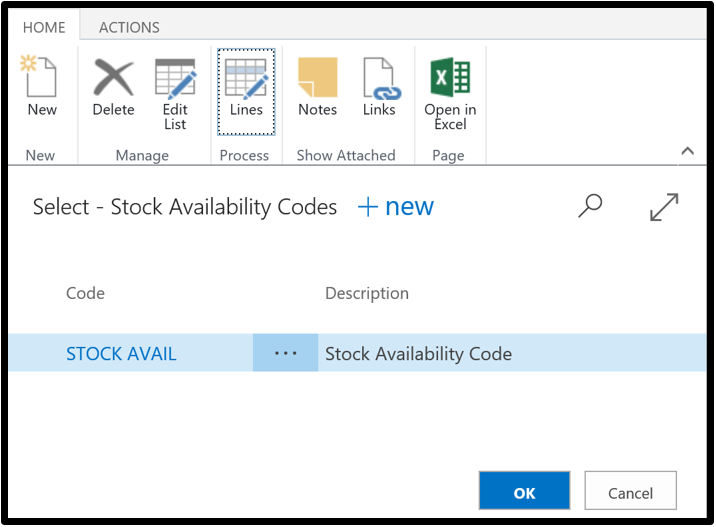 HOME ACTIONS
New Delete Edit List Lines Notes Links Open in Excel
New Manage Process Show Attached Page
Select - Stock Availability Codes + new
Code Description
STOCK AVAIL ... Stock Availability Code
OK Cancel